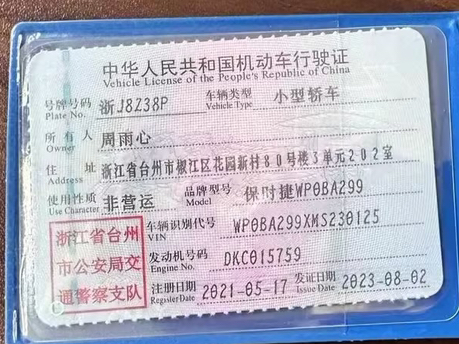 中华人民共和国机动车行驶证
Vehicle License of the People's Republic of China
号牌号码 浙J8Z38P 车辆类型 小型轿车
Plate No. Vehicle Type
所有人 周雨心
Owner
住址 浙江省台州市椒江区花园新村80号楼3单元202室
Address
使用性质 非营运 品牌型号 保时捷WP0BA299
Use Character Model
浙江省台州
市公安局交
通警察支队
车辆识别代号 WP0BA299XMS230125
VIN
发动机号码 DKC015759
Engine No.
注册日期 2021-05-17 发证日期 2023-08-02
Register Date Issue Date